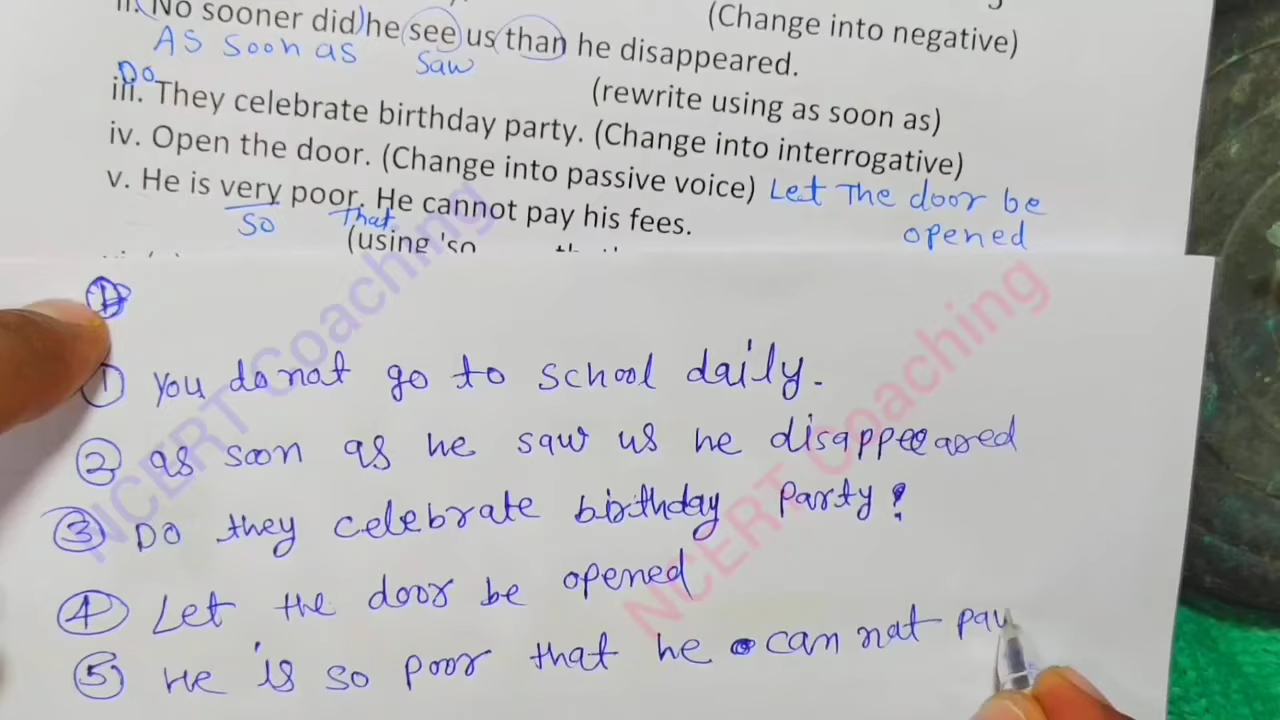 ii. No sooner did he see us than he disappeared.
(Change into negative)
As soon as saw
(rewrite using as soon as)
Do
iii. They celebrate birthday party. (Change into interrogative)
iv. Open the door. (Change into passive voice) Let The door be
opened
v. He is very poor. He cannot pay his fees.
so That
(using 'so
1
① You do not go to school daily.
② as soon as he saw us he disappeared
③ Do they celebrate birthday Party?
④ Let the door be opened
⑤ He is so poor that he can not pay
NCERT Coaching
NCERT Coaching